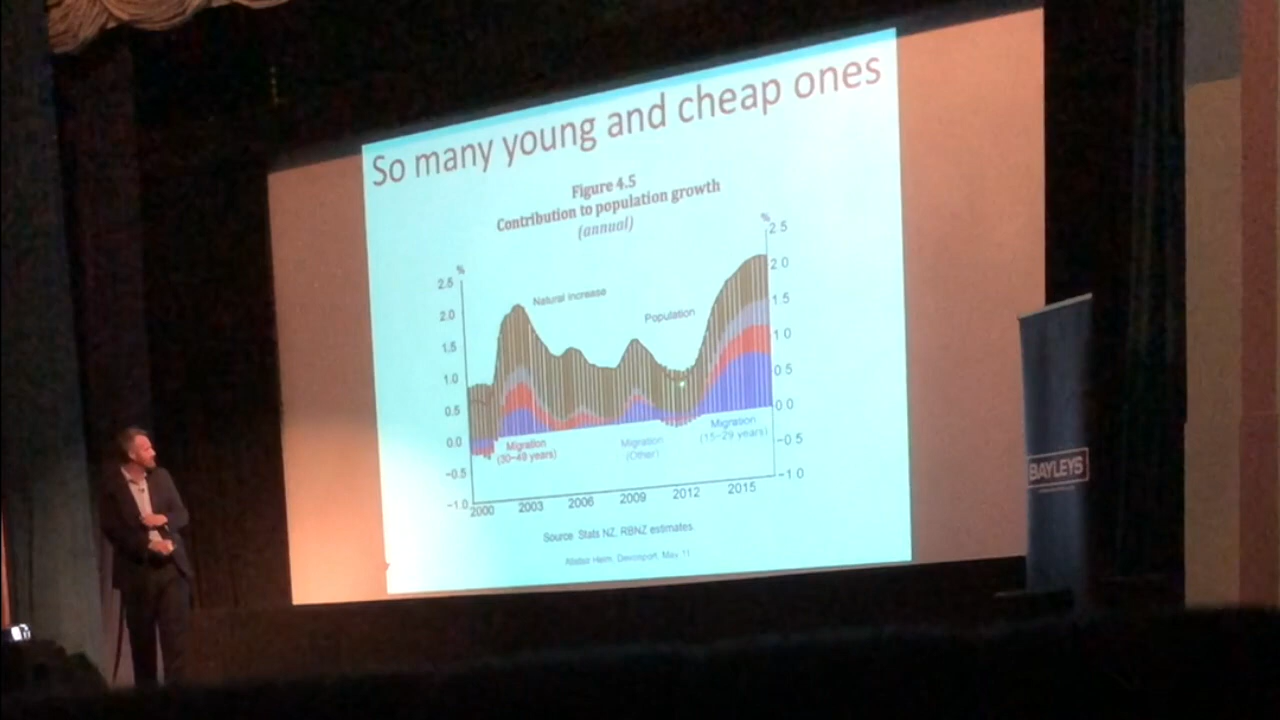 So many young and cheap ones
Figure 4.5
Contribution to population growth
(annual)
%
%
2.5
2.0
1.5
1.0
0.5
0.0
-0.5
-1.0
2.5
2.0
1.5
1.0
0.5
0.0
-0.5
-1.0
Natural increase
Population
Migration
(30-49 years)
Migration
(Other)
Migration
(15-29 years)
2000 2003 2006 2009 2012 2015
Source: Stats NZ, RBNZ estimates.
Devonport, May 11
BAYLEYS